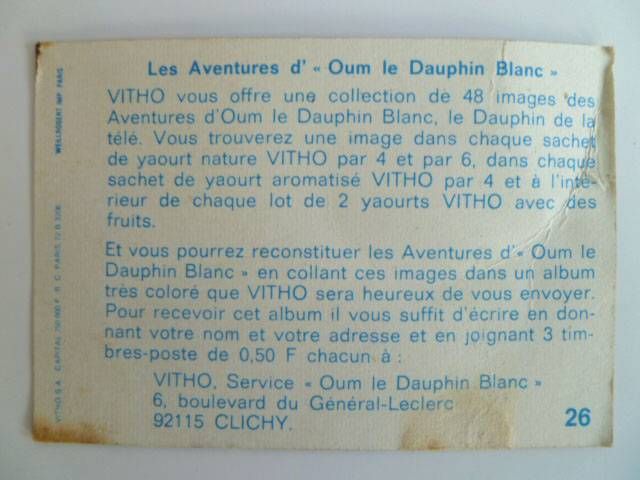 Les Aventures d' « Oum le Dauphin Blanc »
VITHO vous offre une collection de 48 images des
Aventures d'Oum le Dauphin Blanc, le Dauphin de la
télé. Vous trouverez une image dans chaque sachet
de yaourt nature VITHO par 4 et par 6, dans chaque
sachet de yaourt aromatisé VITHO par 4 et à l'inté-
rieur de chaque lot de 2 yaourts VITHO avec des
fruits.
Et vous pourrez reconstituer les Aventures d'« Oum le
Dauphin Blanc » en collant ces images dans un album
très coloré que VITHO sera heureux de vous envoyer.
Pour recevoir cet album il vous suffit d'écrire en don-
nant votre nom et votre adresse et en joignant 3 tim-
bres-poste de 0,50 F chacun à :
VITHO, Service « Oum le Dauphin Blanc »
6, boulevard du Général-Leclerc
92115 CLICHY.
26
VITHO S.A. CAPITAL F R C PARIS 72 B
IMP. PARIS